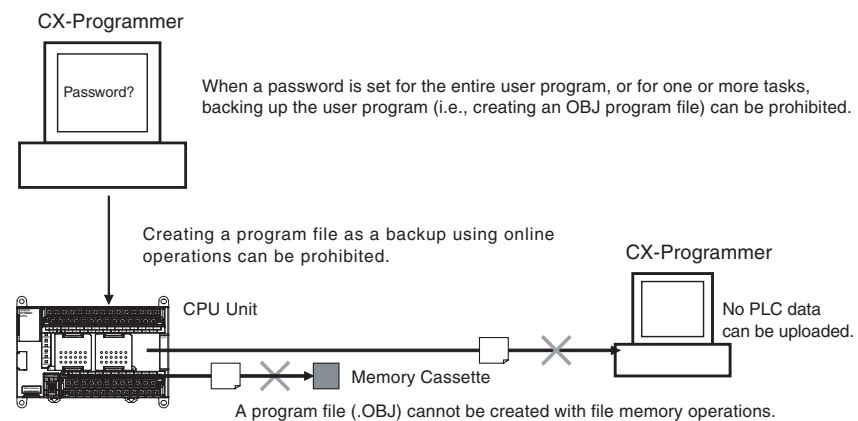 CX-Programmer
Password?
When a password is set for the entire user program, or for one or more tasks,
backing up the user program (i.e., creating an OBJ program file) can be prohibited.
Creating a program file as a backup using online
operations can be prohibited.
CX-Programmer
CPU Unit
No PLC data
can be uploaded.
Memory Cassette
A program file (.OBJ) cannot be created with file memory operations.